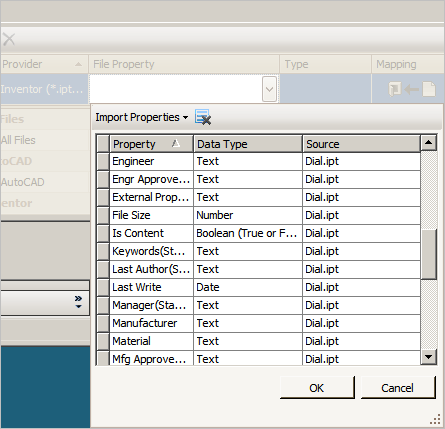 Provider File Property Type Mapping
Inventor (*.ipt...
Files
All Files
toCAD
AutoCAD
entor
Import Properties
Property Data Type Source
Engineer Text Dial.ipt
Engr Approve... Text Dial.ipt
External Prop... Text Dial.ipt
File Size Number Dial.ipt
Is Content Boolean (True or F... Dial.ipt
Keywords(St... Text Dial.ipt
Last Author(S... Text Dial.ipt
Last Write Date Dial.ipt
Manager(Sta... Text Dial.ipt
Manufacturer Text Dial.ipt
Material Text Dial.ipt
Mfg Approve... Text Dial.ipt
OK Cancel